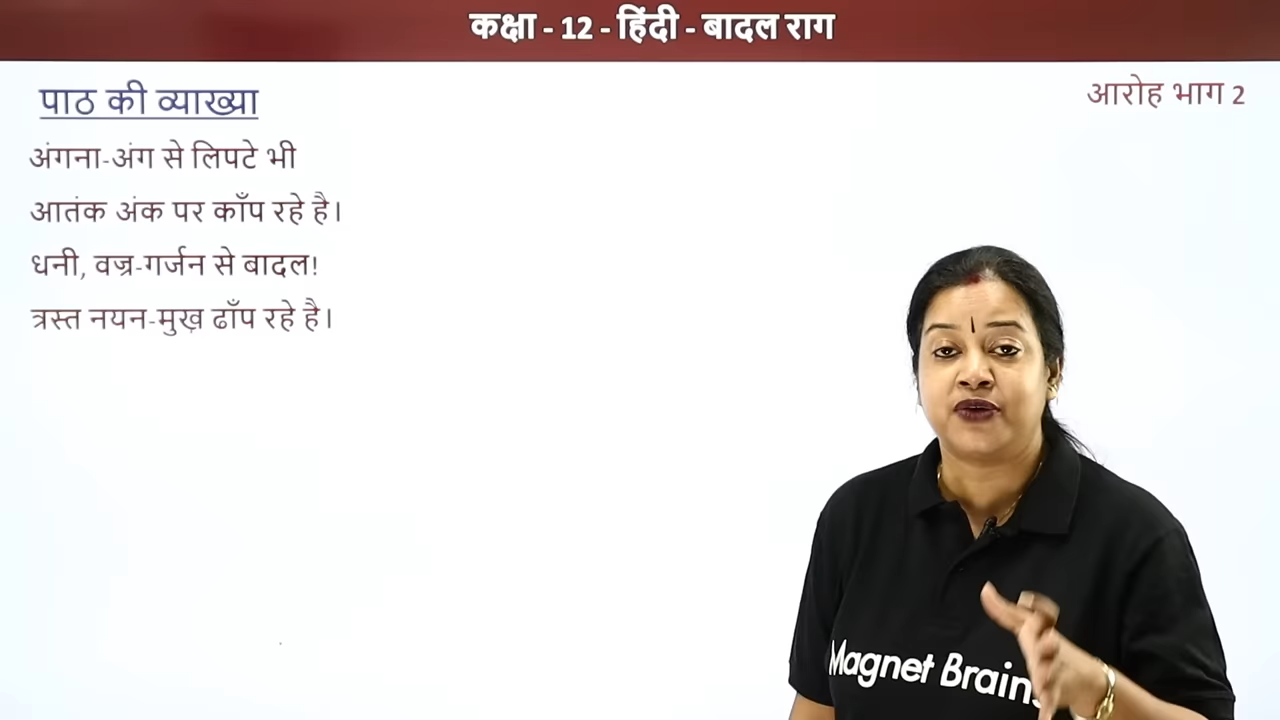 कक्षा - 12 - हिंदी - बादल राग
पाठ की व्याख्या
आरोह भाग 2
अंगना-अंग से लिपटे भी
आतंक अंक पर काँप रहे है।
धनी, वज्र-गर्जन से बादल!
त्रस्त नयन-मुख़ ढाँप रहे है।
Magnet Brains